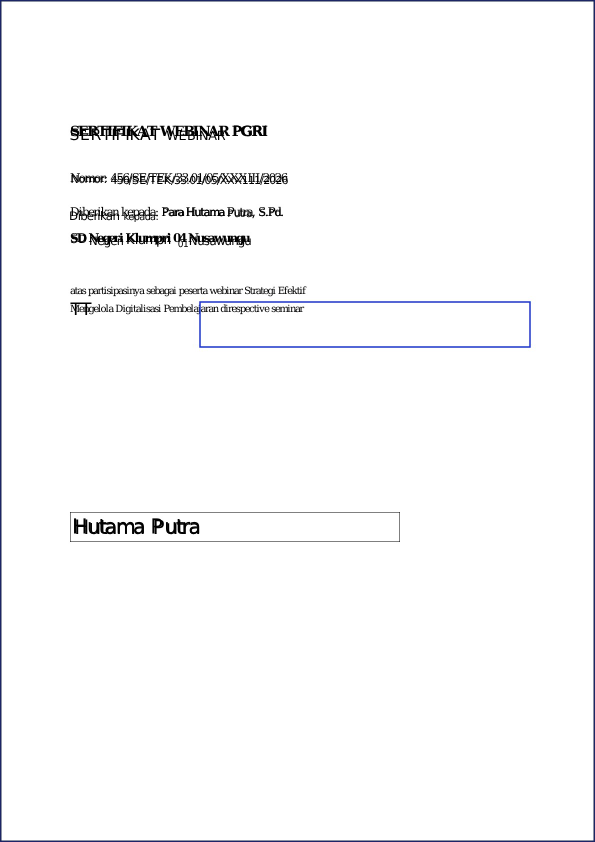 SERTIFIKAT WEBINAR PGRI
Nomor: 456/SE/TEK/33.01/05/XXX111/2026
Diberikan kepada: Para Hutama Putra, S.Pd.
SD Negeri Klumpri 04 Nusawungu
atas partisipasinya sebagai peserta webinar Strategi Efektif
Mengelola Digitalisasi Pembelajaran direspective seminar
Hutama Putra